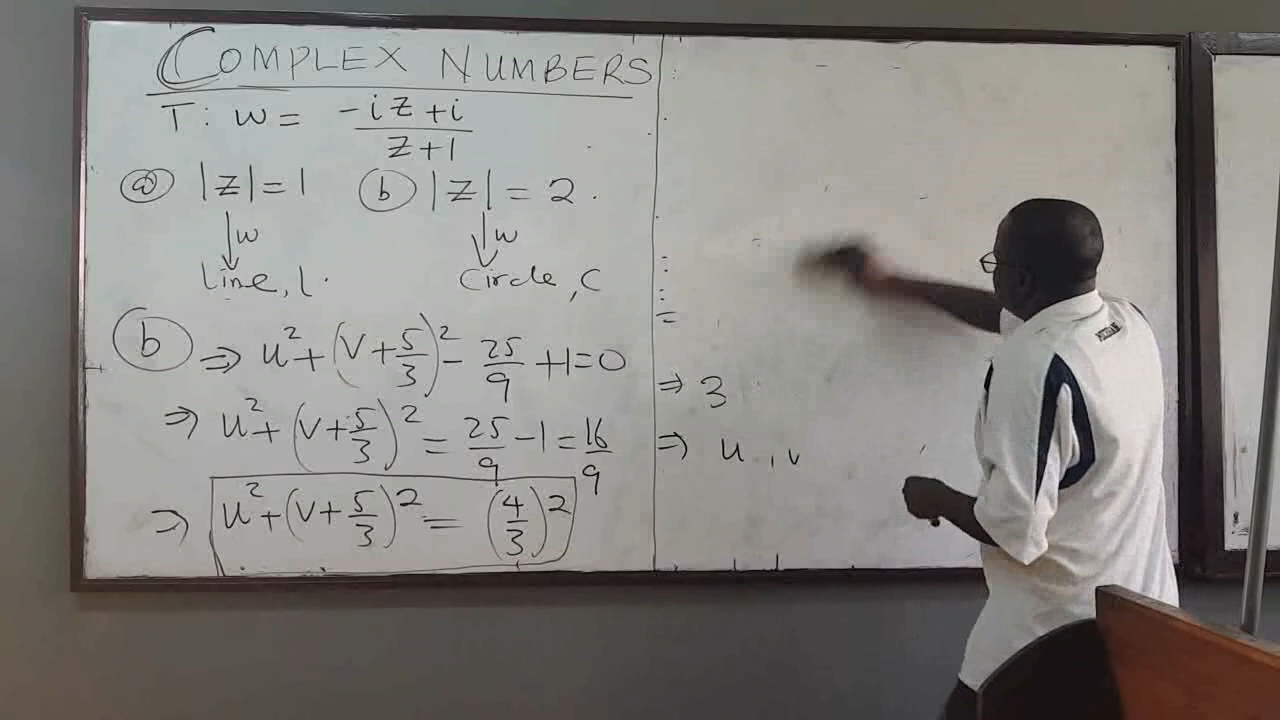 COMPLEX NUMBERS
T: w = -iz+i / z+1
(a) |z|=1 (b) |z| = 2.
↓w ↓w
Line, l. Circle, C
(b) ⇒ u² + (v+5/3)² - 25/9 +1=0
⇒ u² + (v+5/3)² = 25/9 - 1 = 16/9
⇒ u² + (v+5/3)² = (4/3)²
=
⇒ 3
⇒ u , v